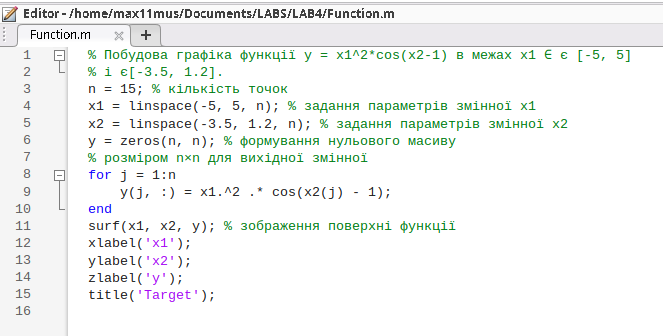 Editor - /home/max11mus/Documents/LABS/LAB4/Function.m
Function.m
1 % Побудова графіка функції y = x1^2*cos(x2-1) в межах x1 ∈ є [-5, 5]
2 % і є[-3.5, 1.2].
3 n = 15; % кількість точок
4 x1 = linspace(-5, 5, n); % задання параметрів змінної x1
5 x2 = linspace(-3.5, 1.2, n); % задання параметрів змінної x2
6 y = zeros(n, n); % формування нульового масиву
7 % розміром n×n для вихідної змінної
8 for j = 1:n
9 y(j, :) = x1.^2 .* cos(x2(j) - 1);
10 end
11 surf(x1, x2, y); % зображення поверхні функції
12 xlabel('x1');
13 ylabel('x2');
14 zlabel('y');
15 title('Target');
16